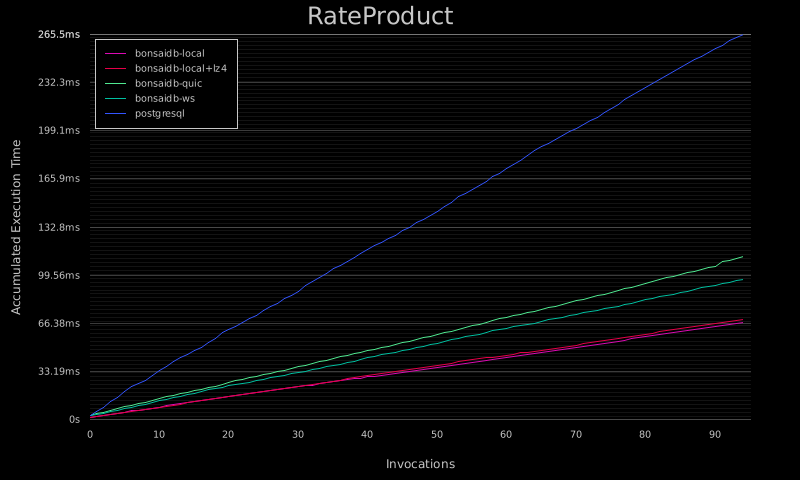 RateProduct
265.5ms
232.3ms
199.1ms
165.9ms
132.8ms
99.56ms
66.38ms
33.19ms
0s
bonsaidb-local
bonsaidb-local+lz4
bonsaidb-quic
bonsaidb-ws
postgresql
Accumulated Execution Time
0 10 20 30 40 50 60 70 80 90
Invocations